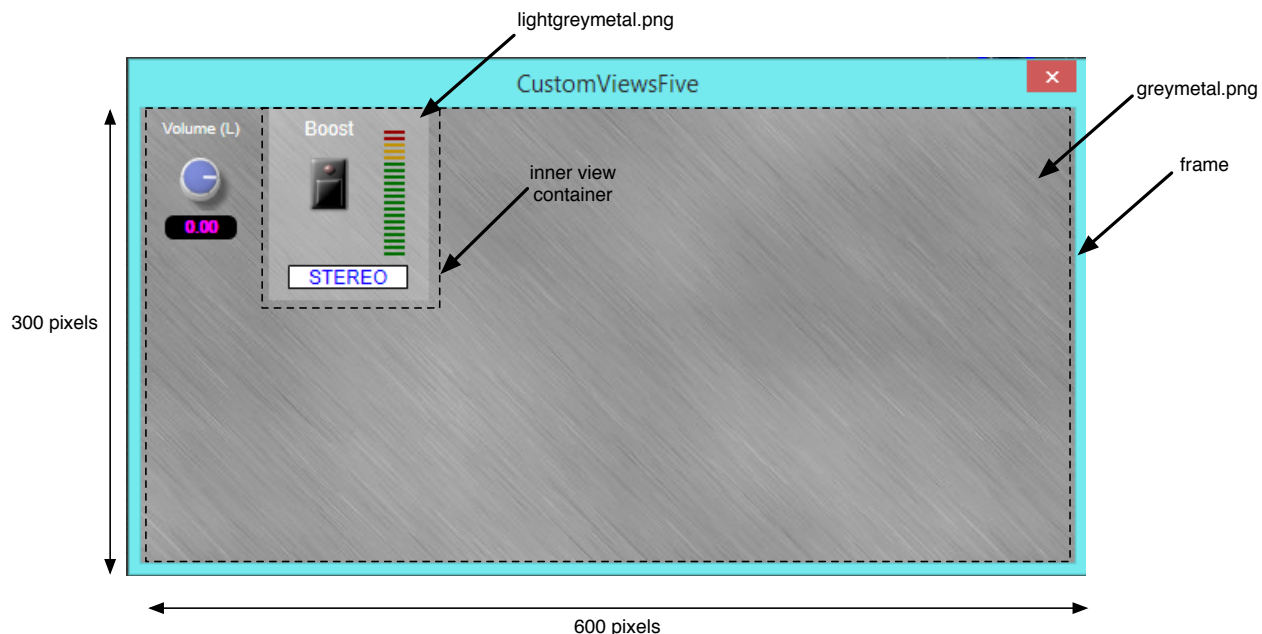 lightgreymetal.png
CustomViewsFive
×
greymetal.png
frame
Volume (L)
Boost
inner view
container
0.00
STEREO
300 pixels
600 pixels